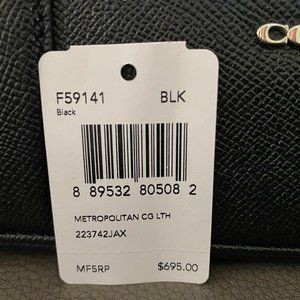 F59141 BLK
Black
8 89532 80508 2
METROPOLITAN CG LTH
223742JAX
MFSRP $695.00